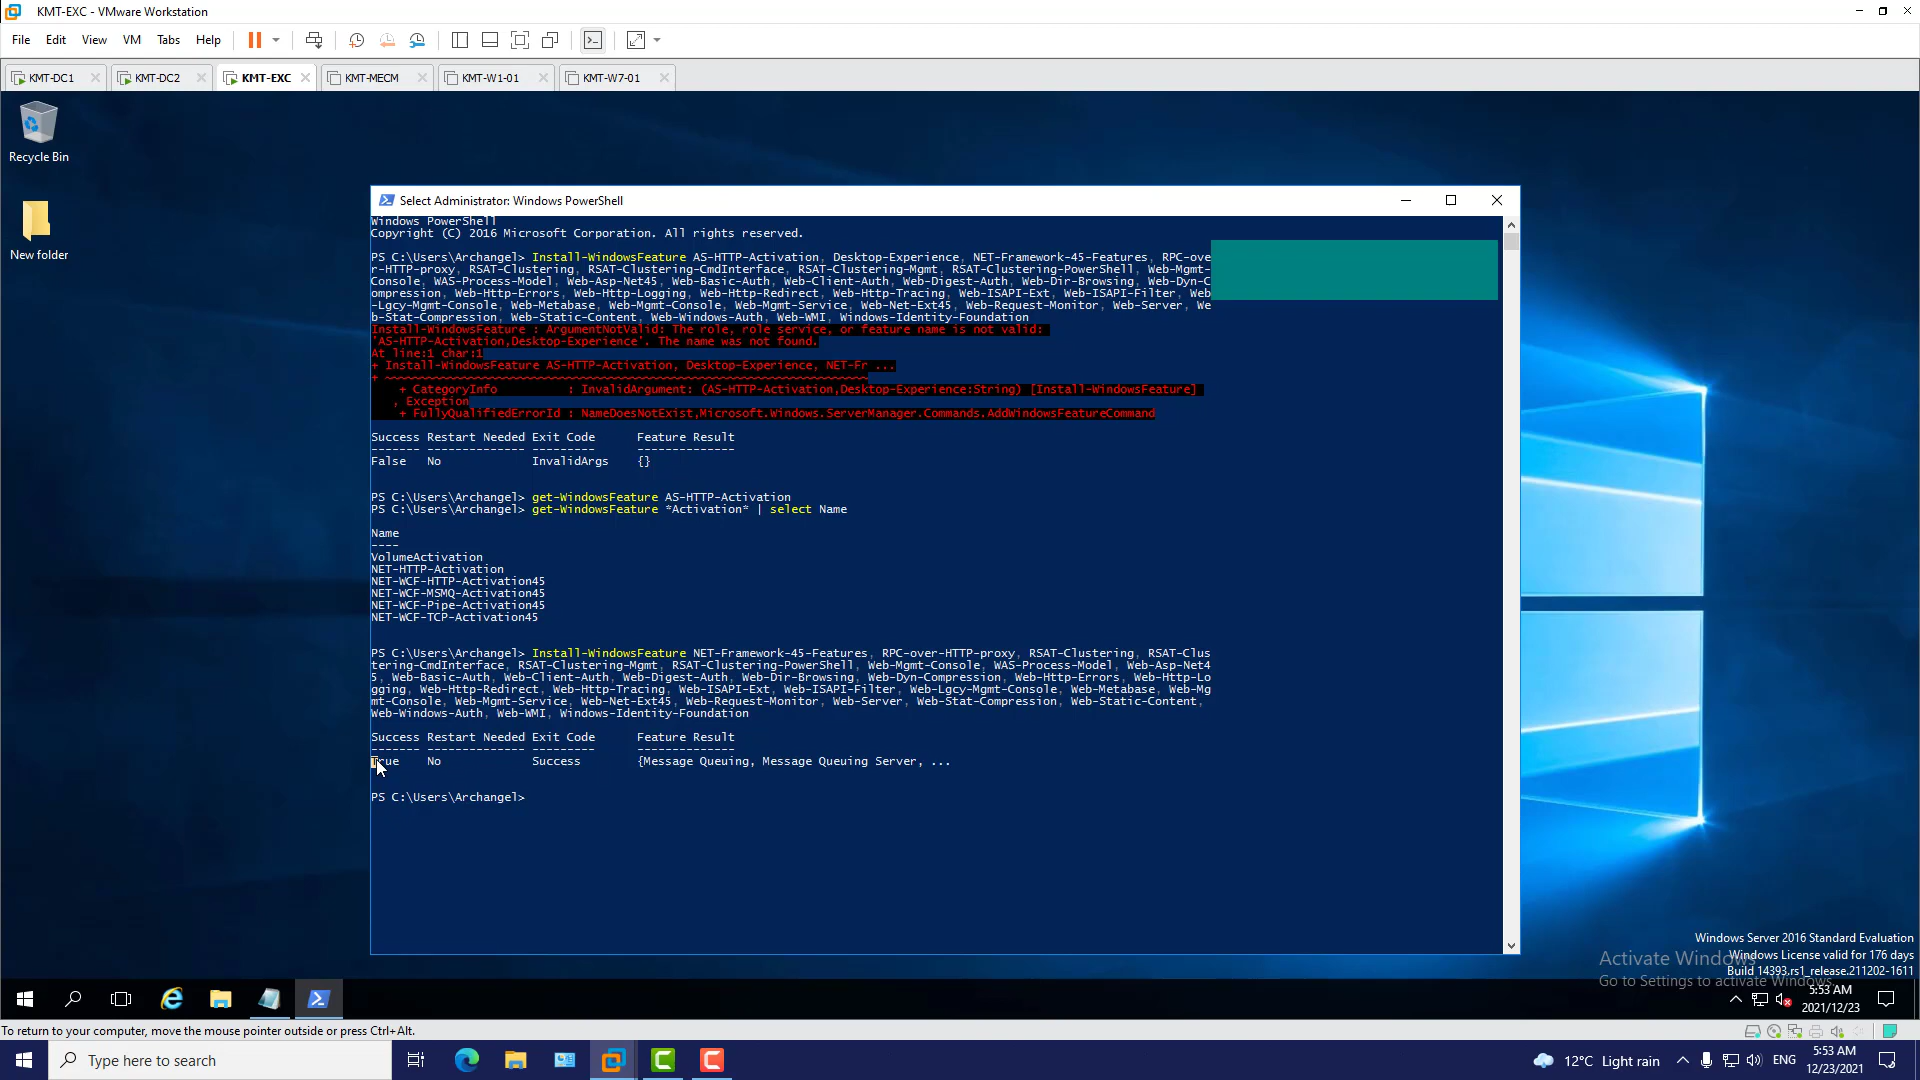 KMT-EXC - VMware Workstation
File Edit View VM Tabs Help
KMT-DC1 KMT-DC2 KMT-EXC KMT-MECM KMT-W1-01 KMT-W7-01
Recycle Bin
New folder
Select Administrator: Windows PowerShell
Windows PowerShell
Copyright (C) 2016 Microsoft Corporation. All rights reserved.
PS C:\Users\Archangel> Install-WindowsFeature AS-HTTP-Activation, Desktop-Experience, NET-Framework-45-Features, RPC-ove
r-HTTP-proxy, RSAT-Clustering, RSAT-Clustering-CmdInterface, RSAT-Clustering-Mgmt, RSAT-Clustering-PowerShell, Web-Mgmt-
Console, WAS-Process-Model, Web-Asp-Net45, Web-Basic-Auth, Web-Client-Auth, Web-Digest-Auth, Web-Dir-Browsing, Web-Dyn-C
ompression, Web-Http-Errors, Web-Http-Logging, Web-Http-Redirect, Web-Http-Tracing, Web-ISAPI-Ext, Web-ISAPI-Filter, Web
-Lgcy-Mgmt-Console, Web-Metabase, Web-Mgmt-Console, Web-Mgmt-Service, Web-Net-Ext45, Web-Request-Monitor, Web-Server, We
b-Stat-Compression, Web-Static-Content, Web-Windows-Auth, Web-WMI, Windows-Identity-Foundation
Install-WindowsFeature : ArgumentNotValid: The role, role service, or feature name is not valid:
'AS-HTTP-Activation,Desktop-Experience'. The name was not found.
At line:1 char:1
+ Install-WindowsFeature AS-HTTP-Activation, Desktop-Experience, NET-Fr ...
+ ~~~~~~~~~~~~~~~~~~~~~~~~~~~~~~~~~~~~~~~~~~~~~~~~~~~~~~~~~~~~~~~~~~~~~
+ CategoryInfo : InvalidArgument: (AS-HTTP-Activation,Desktop-Experience:String) [Install-WindowsFeature]
, Exception
+ FullyQualifiedErrorId : NameDoesNotExist,Microsoft.Windows.ServerManager.Commands.AddWindowsFeatureCommand
Success Restart Needed Exit Code Feature Result
------- -------------- --------- --------------
False No InvalidArgs {}
PS C:\Users\Archangel> get-WindowsFeature AS-HTTP-Activation
PS C:\Users\Archangel> get-WindowsFeature *Activation* | select Name
Name
----
VolumeActivation
NET-HTTP-Activation
NET-WCF-HTTP-Activation45
NET-WCF-MSMQ-Activation45
NET-WCF-Pipe-Activation45
NET-WCF-TCP-Activation45
PS C:\Users\Archangel> Install-WindowsFeature NET-Framework-45-Features, RPC-over-HTTP-proxy, RSAT-Clustering, RSAT-Clus
tering-CmdInterface, RSAT-Clustering-Mgmt, RSAT-Clustering-PowerShell, Web-Mgmt-Console, WAS-Process-Model, Web-Asp-Net4
5, Web-Basic-Auth, Web-Client-Auth, Web-Digest-Auth, Web-Dir-Browsing, Web-Dyn-Compression, Web-Http-Errors, Web-Http-Lo
gging, Web-Http-Redirect, Web-Http-Tracing, Web-ISAPI-Ext, Web-ISAPI-Filter, Web-Lgcy-Mgmt-Console, Web-Metabase, Web-Mg
mt-Console, Web-Mgmt-Service, Web-Net-Ext45, Web-Request-Monitor, Web-Server, Web-Stat-Compression, Web-Static-Content,
Web-Windows-Auth, Web-WMI, Windows-Identity-Foundation
Success Restart Needed Exit Code Feature Result
------- -------------- --------- --------------
True No Success {Message Queuing, Message Queuing Server, ...
PS C:\Users\Archangel>
Windows Server 2016 Standard Evaluation
Activate Windows
Windows License valid for 176 days
Build 14393.rs1_release.211202-1611
Go to Settings to activate Windows.
5:53 AM
2021/12/23
To return to your computer, move the mouse pointer outside or press Ctrl+Alt.
Type here to search
12°C Light rain
ENG
5:53 AM
12/23/2021